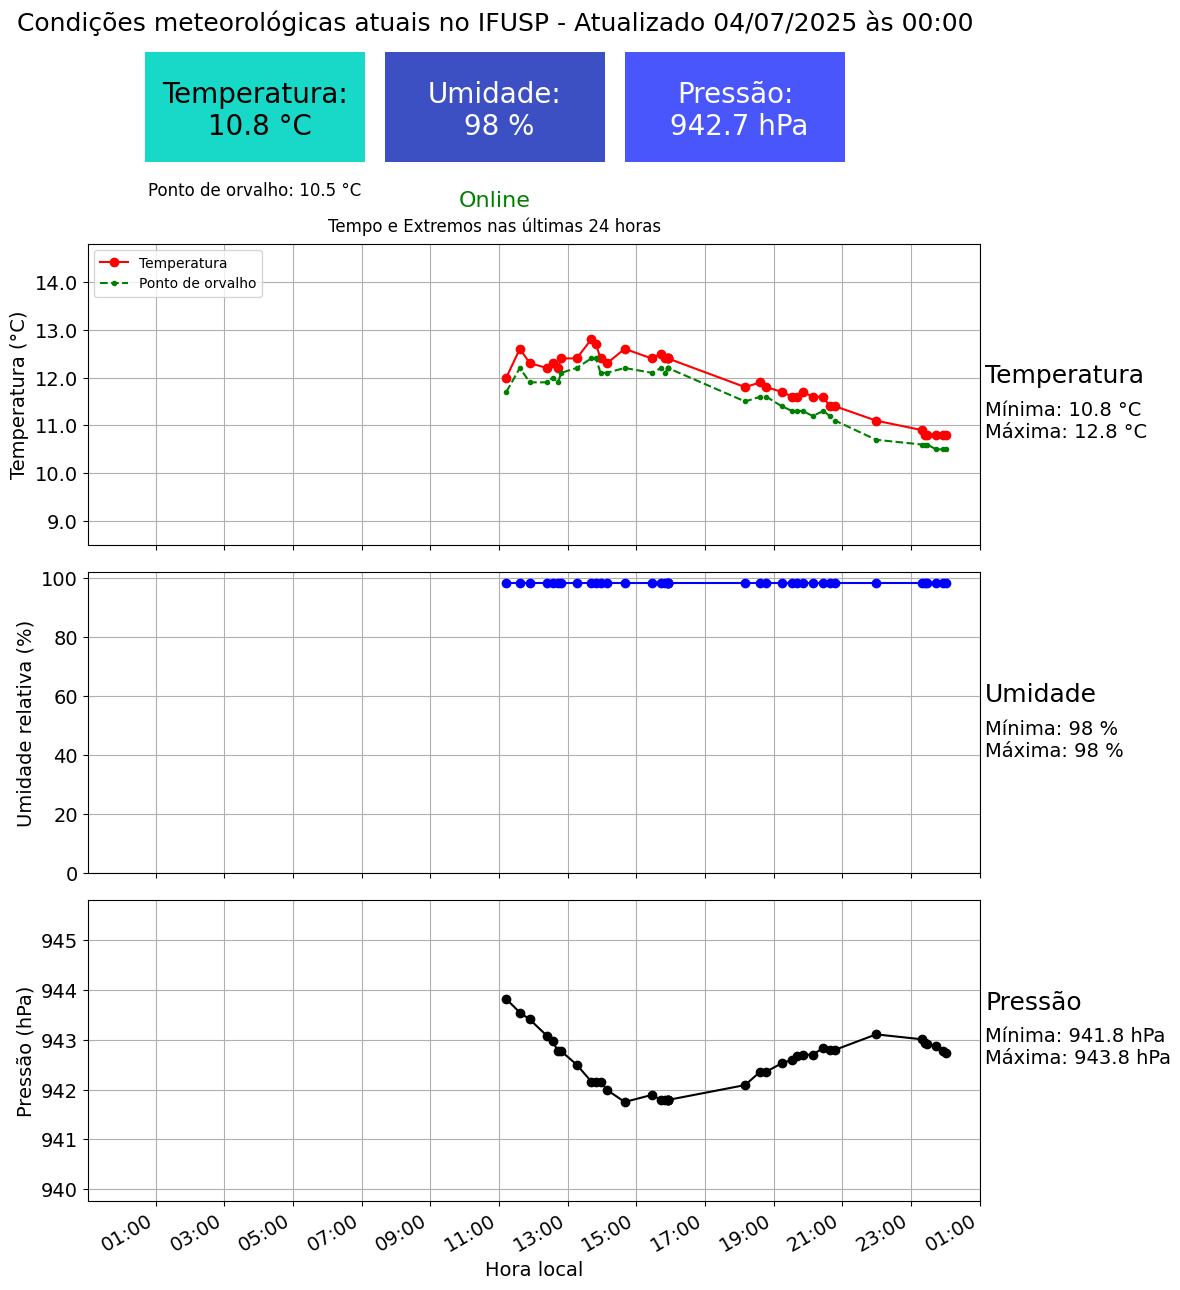 Condições meteorológicas atuais no IFUSP - Atualizado 04/07/2025 às 00:00
Temperatura:
10.8 °C
Umidade:
98 %
Pressão:
942.7 hPa
Ponto de orvalho: 10.5 °C
Online
Tempo e Extremos nas últimas 24 horas
Temperatura
Ponto de orvalho
Temperatura (°C)
14.0
13.0
12.0
11.0
10.0
9.0
Temperatura
Mínima: 10.8 °C
Máxima: 12.8 °C
Umidade relativa (%)
100
80
60
40
20
0
Umidade
Mínima: 98 %
Máxima: 98 %
Pressão (hPa)
945
944
943
942
941
940
Pressão
Mínima: 941.8 hPa
Máxima: 943.8 hPa
01:00
03:00
05:00
07:00
09:00
11:00
13:00
15:00
17:00
19:00
21:00
23:00
01:00
Hora local